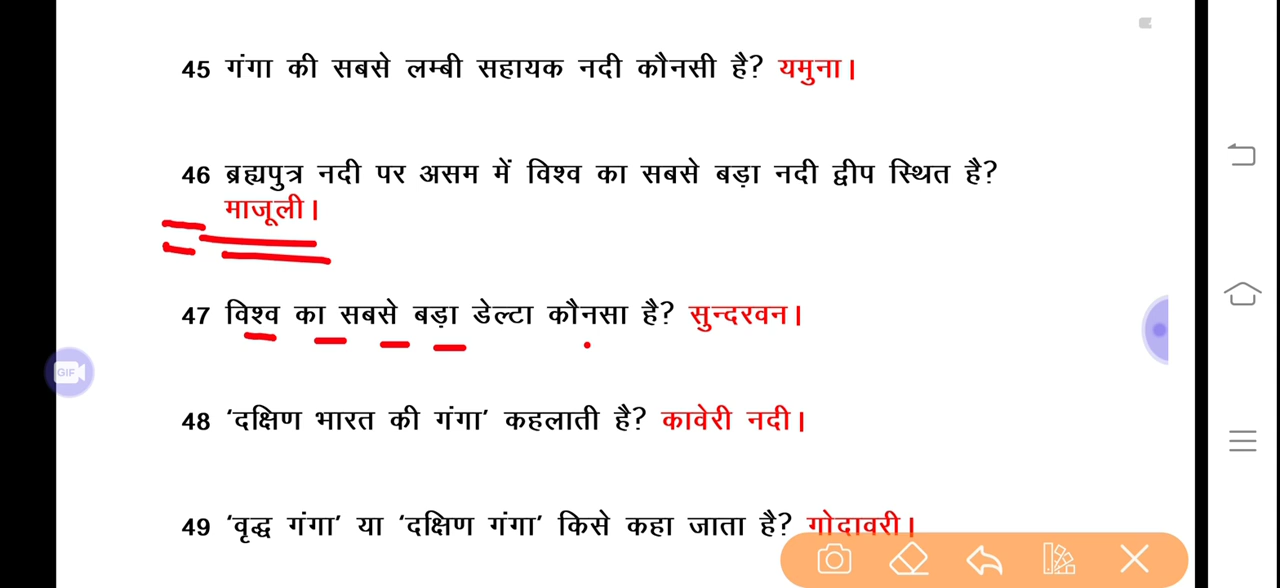 45 गंगा की सबसे लम्बी सहायक नदी कौनसी है? यमुना।
46 ब्रह्मपुत्र नदी पर असम में विश्व का सबसे बड़ा नदी द्वीप स्थित है?
माजूली।
47 विश्व का सबसे बड़ा डेल्टा कौनसा है? सुन्दरवन।
GIF
48 ‘दक्षिण भारत की गंगा’ कहलाती है? कावेरी नदी।
49 ‘वृद्ध गंगा’ या ‘दक्षिण गंगा’ किसे कहा जाता है? गोदावरी।